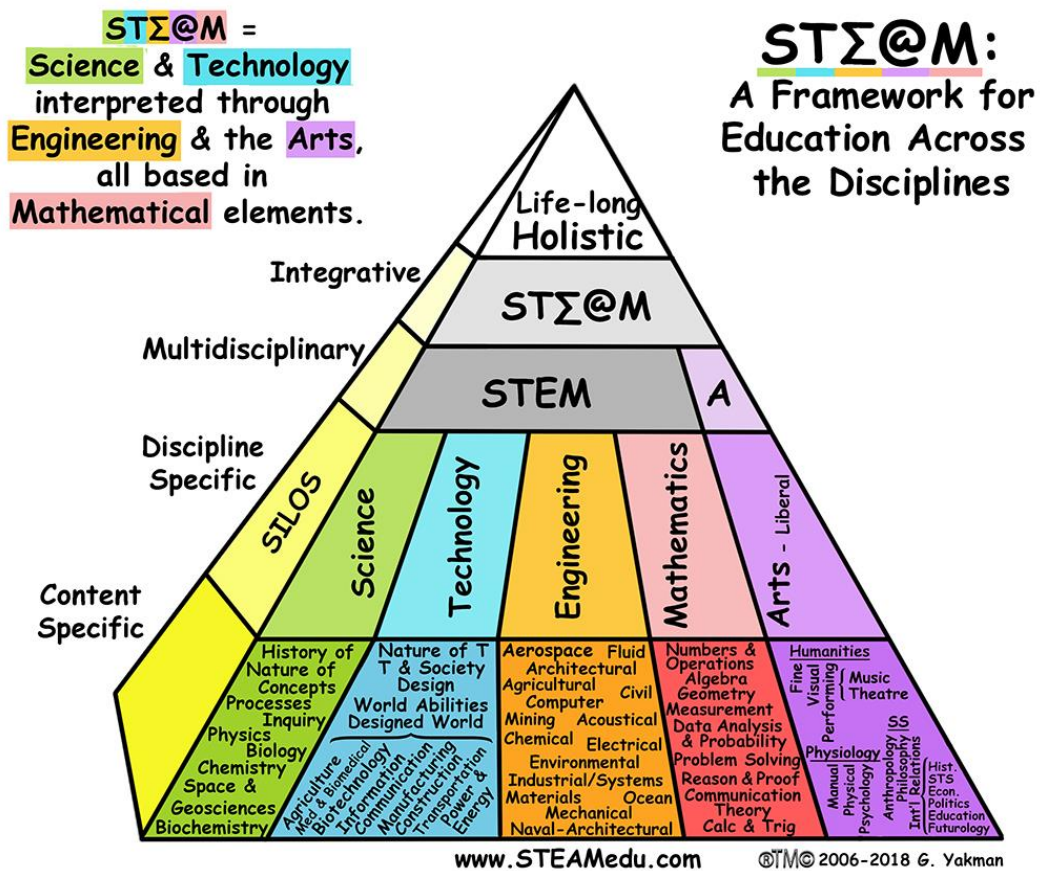 STΣ@M =
Science & Technology
interpreted through
Engineering & the Arts,
all based in
Mathematical elements.
STΣ@M:
A Framework for
Education Across
the Disciplines
Life-long
Holistic
Integrative
STΣ@M
Multidisciplinary
STEM
A
Discipline
Specific
SILOS
Science
Technology
Engineering
Mathematics
Arts - Liberal
Content
Specific
History of
Nature of
Concepts
Processes
Inquiry
Physics
Biology
Chemistry
Space &
Geosciences
Biochemistry
Nature of T
T & Society
Design
World Abilities
Designed World
Agriculture
Med & Biomedical
Biotechnology
Information
Communication
Manufacturing
Construction
Transportation
Power &
Energy
Aerospace Fluid
Architectural
Agricultural Civil
Computer
Mining Acoustical
Chemical Electrical
Environmental
Industrial/Systems
Materials Ocean
Mechanical
Naval-Architectural
Numbers &
Operations
Algebra
Geometry
Measurement
Data Analysis
& Probability
Problem Solving
Reason & Proof
Communication
Theory
Calc & Trig
Humanities
Fine
Visual
Performing
Music
Theatre
Physiology
Manual
Physical
Psychology
SS
Anthropology
Philosophy
Int'l Relations
Hist.
STS
Econ.
Politics
Education
Futurology
www.STEAMedu.com
®TM© 2006-2018 G. Yakman